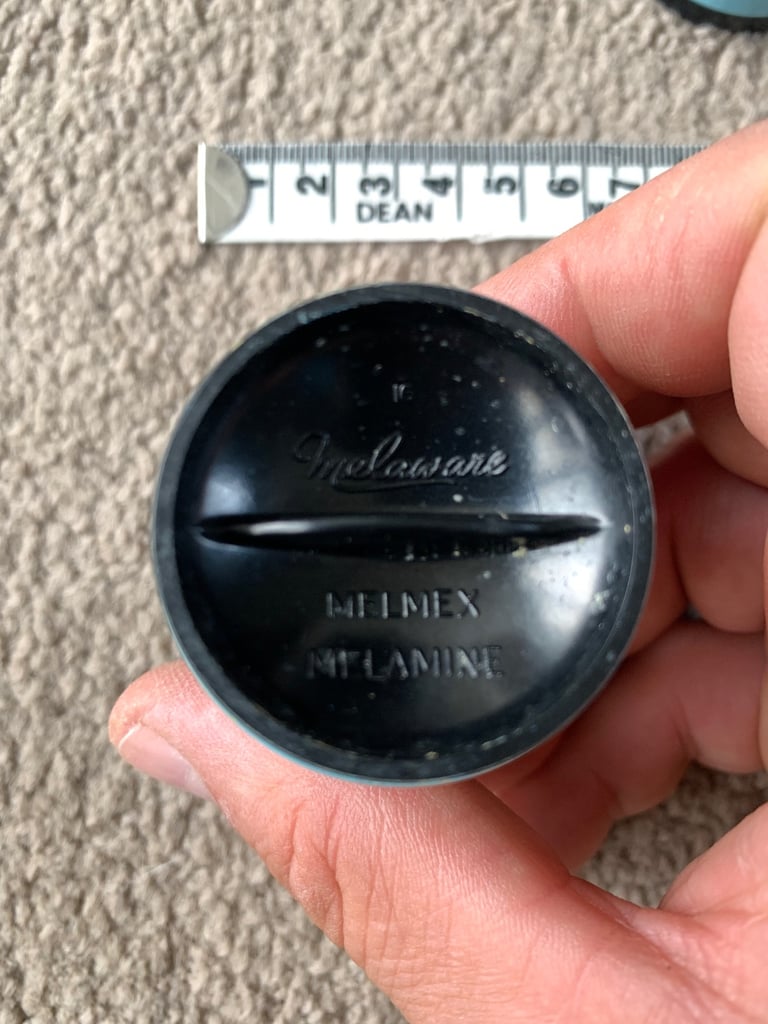 1 2 3 4 5 6 7
DEAN
16
Melaware
MELMEX
MELAMINE